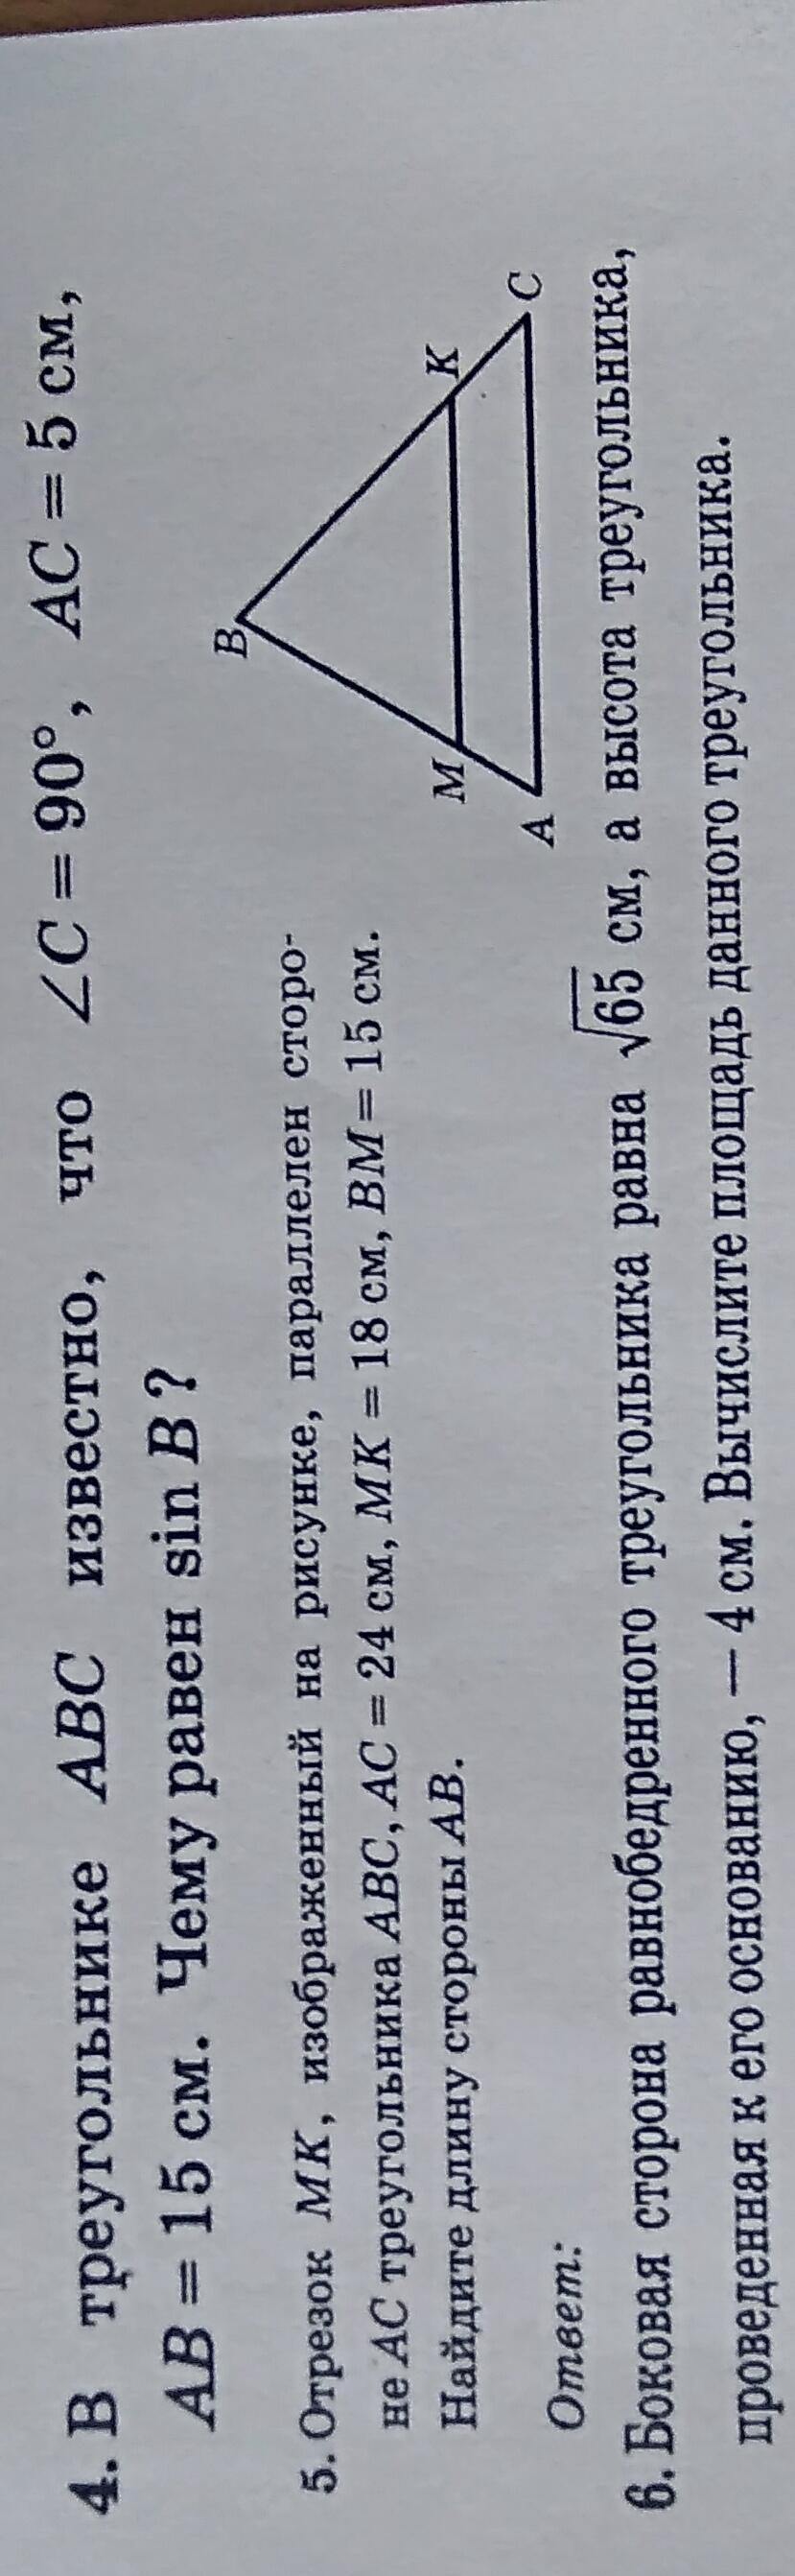 4. В треугольнике ABC известно, что ∠C = 90°, AC = 5 см,
AB = 15 см. Чему равен sin B?
5. Отрезок MK, изображенный на рисунке, параллелен сторо-
не AC треугольника ABC, AC = 24 см, MK = 18 см, BM = 15 см.
Найдите длину стороны AB.
B
M
K
A
C
Ответ:
6. Боковая сторона равнобедренного треугольника равна √65 см, а высота треугольника,
проведенная к его основанию, — 4 см. Вычислите площадь данного треугольника.